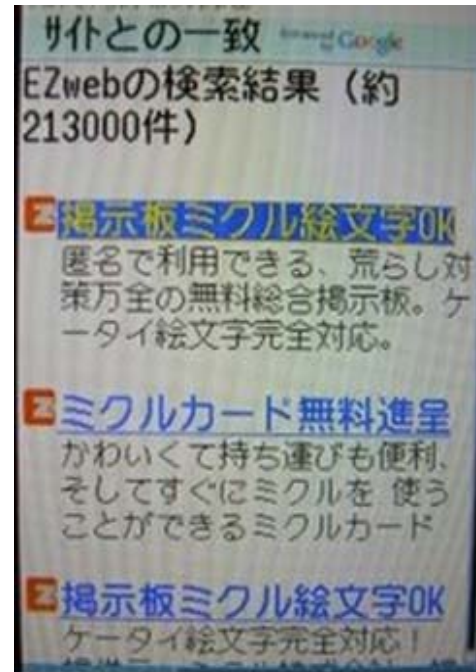 サイトとの一致 Google
EZwebの検索結果（約
213000件）
EZ掲示板ミクル絵文字OK
匿名で利用できる、荒らし対
策万全の無料総合掲示板。ケ
ータイ絵文字完全対応。
EZミクルカード無料進呈
かわいくて持ち運びも便利、
そしてすぐにミクルを 使う
ことができるミクルカード
EZ掲示板ミクル絵文字OK
ケータイ絵文字完全対応！